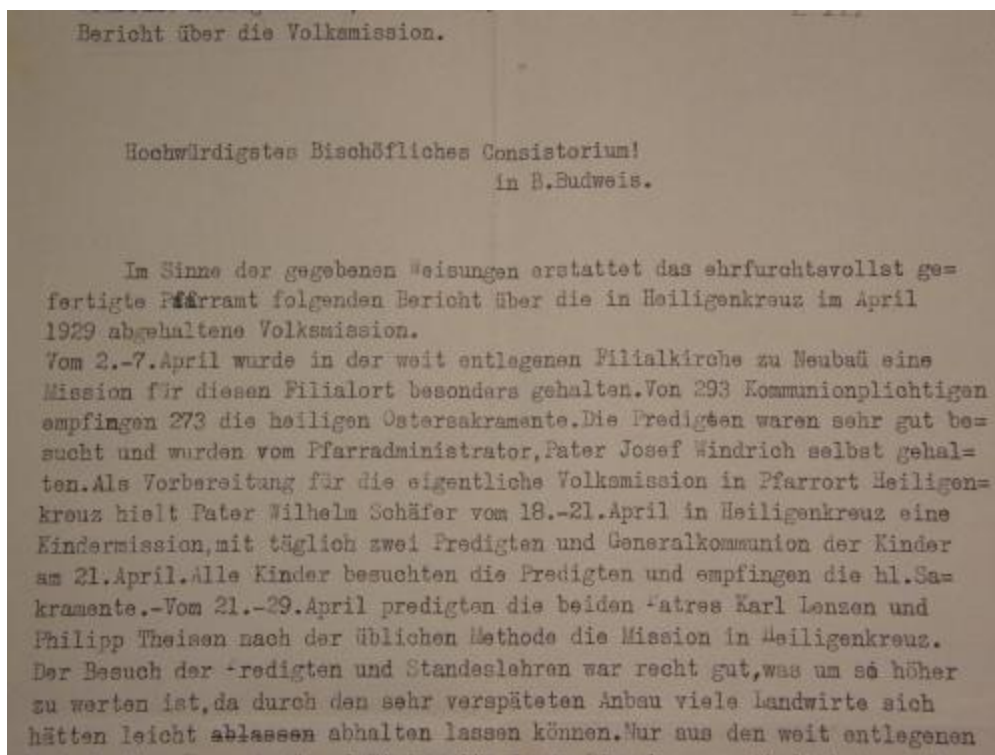 Bericht über die Volksmission.
Hochwürdigstes Bischöfliches Consistorium!
in B.Budweis.
Im Sinne der gegebenen Weisungen erstattet das ehrfurchtsvollst ge=
fertigte Pfarramt folgenden Bericht über die in Heiligenkreuz im April
1929 abgehaltene Volksmission.
Vom 2.-7.April wurde in der weit entlegenen Filialkirche zu Neubaŭ eine
Mission für diesen Filialort besonders gehalten.Von 293 Kommunionplichtigen
empfingen 273 die heiligen Ostersakramente.Die Predigten waren sehr gut be=
sucht und wurden vom Pfarradministrator,Pater Josef Windrich selbst gehal=
ten.Als Vorbereitung für die eigentliche Volksmission in Pfarrort Heiligen=
kreuz hielt Pater Wilhelm Schäfer vom 18.-21.April in Heiligenkreuz eine
Kindermission,mit täglich zwei Predigten und Generalkommunion der Kinder
am 21.April.Alle Kinder besuchten die Predigten und empfingen die hl.Sa=
kramente.-Vom 21.-29.April predigten die beiden Patres Karl Lenzen und
Philipp Theisen nach der üblichen Methode die Mission in Heiligenkreuz.
Der Besuch der Predigten und Standeslehren war recht gut,was um so höher
zu werten ist,da durch den sehr verspäteten Anbau viele Landwirte sich
hätten leicht ablassen abhalten lassen können.Nur aus den weit entlegenen